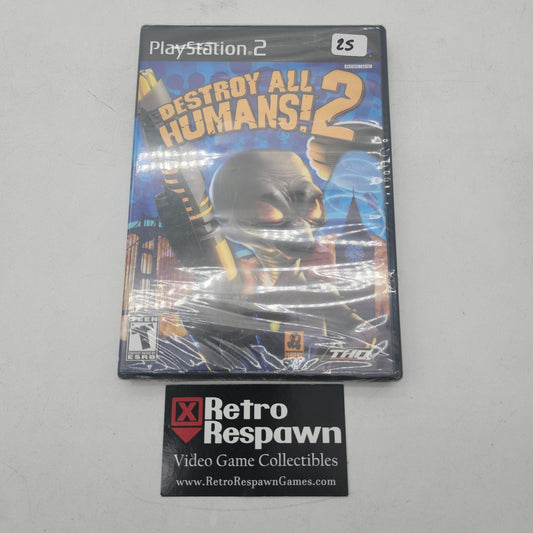 PlayStation®2
25
DESTROY ALL
HUMANS! 2
TEEN
T
ESRB
THQ
Retro
Respawn
Video Game Collectibles
www.RetroRespawnGames.com